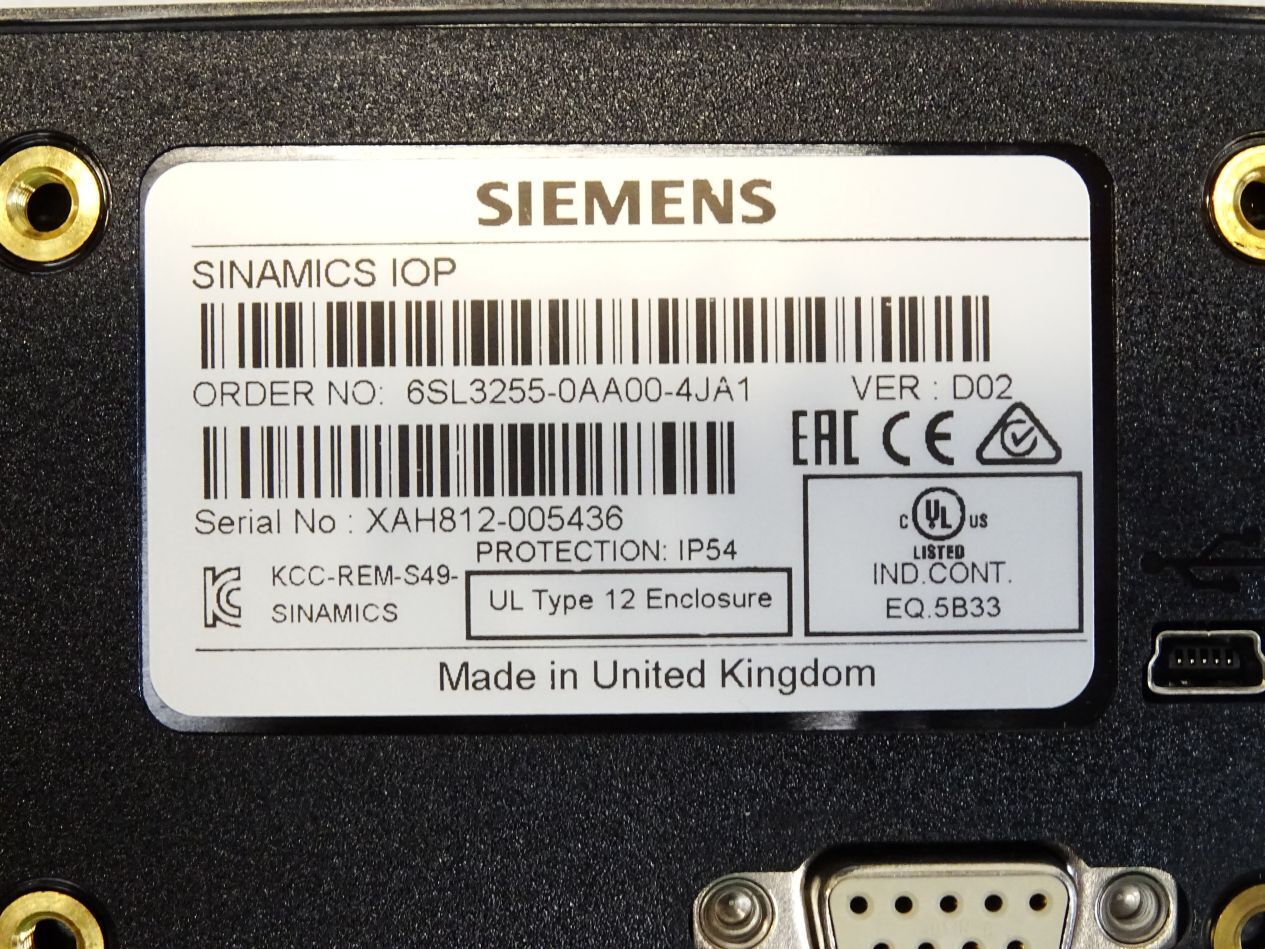 SIEMENS
SINAMICS IOP
ORDER NO: 6SL3255-0AA00-4JA1 VER : D02
EAC CE
Serial No : XAH812-005436
C UL US
LISTED
PROTECTION: IP54
IND.CONT.
EQ.5B33
KCC-REM-S49-
SINAMICS
UL Type 12 Enclosure
Made in United Kingdom